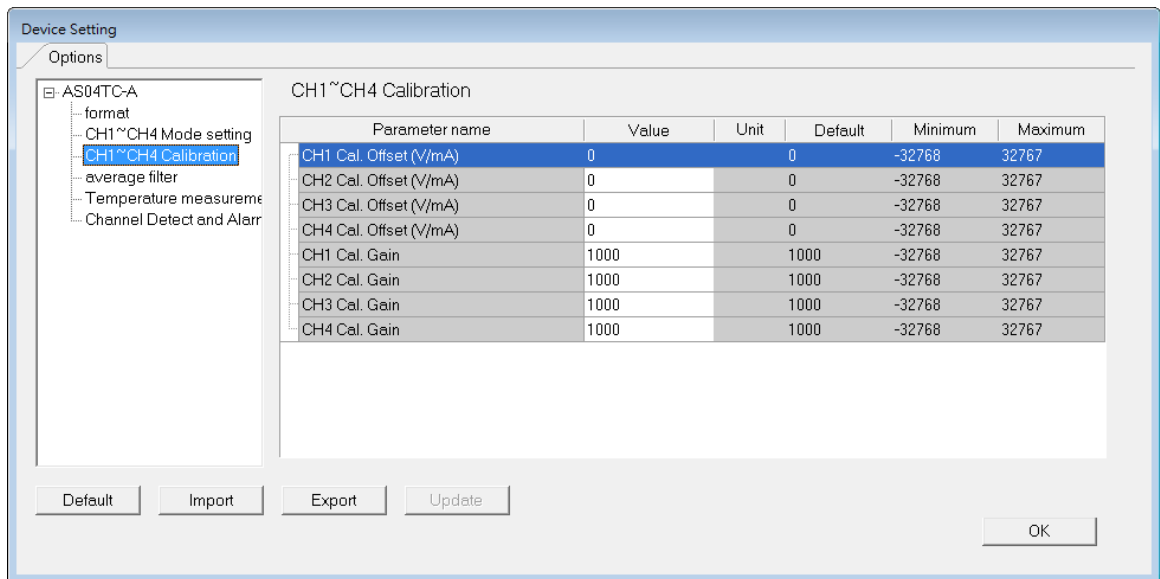 Device Setting
Options
AS04TC-A
format
CH1~CH4 Mode setting
CH1~CH4 Calibration
average filter
Temperature measureme
Channel Detect and Alarr
CH1~CH4 Calibration
Parameter name Value Unit Default Minimum Maximum
CH1 Cal. Offset (V/mA) 0 0 -32768 32767
CH2 Cal. Offset (V/mA) 0 0 -32768 32767
CH3 Cal. Offset (V/mA) 0 0 -32768 32767
CH4 Cal. Offset (V/mA) 0 0 -32768 32767
CH1 Cal. Gain 1000 1000 -32768 32767
CH2 Cal. Gain 1000 1000 -32768 32767
CH3 Cal. Gain 1000 1000 -32768 32767
CH4 Cal. Gain 1000 1000 -32768 32767
Default Import Export Update
OK